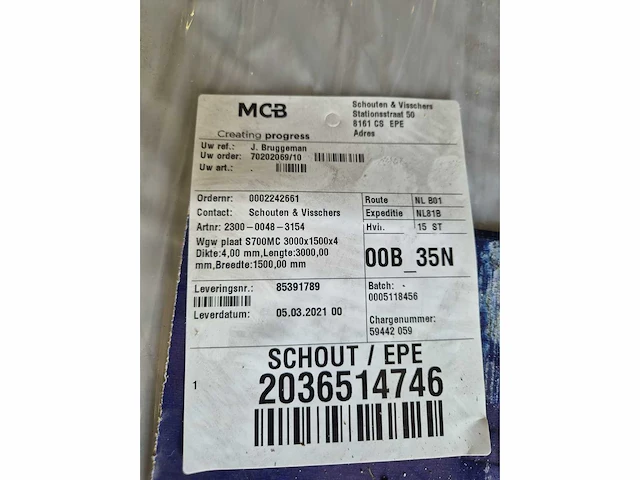 MCB
Creating progress
Schouten & Visschers
Stationsstraat 50
8161 CS EPE
Adres
Uw ref.: J. Bruggeman
Uw order: 70202069/10
Uw art.: -
Ordernr: 0002242661
Contact: Schouten & Visschers
Artnr: 2300-0048-3154
Wgw plaat S700MC 3000x1500x4
Dikte:4,00 mm,Lengte:3000,00
mm,Breedte:1500,00 mm
Route NL B01
Expeditie NL81B
Hvh. 15 ST
00B_35N
Leveringsnr.: 85391789
Leverdatum: 05.03.2021 00
Batch: -
0005118456
Chargenummer:
59442 059
SCHOUT / EPE
1 2036514746